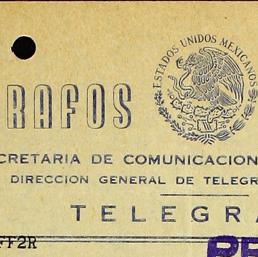 ESTADOS UNIDOS MEXICANOS
RAFOS
CRETARIA DE COMUNICACION
DIRECCION GENERAL DE TELEGR
TELEGRA
FF2R